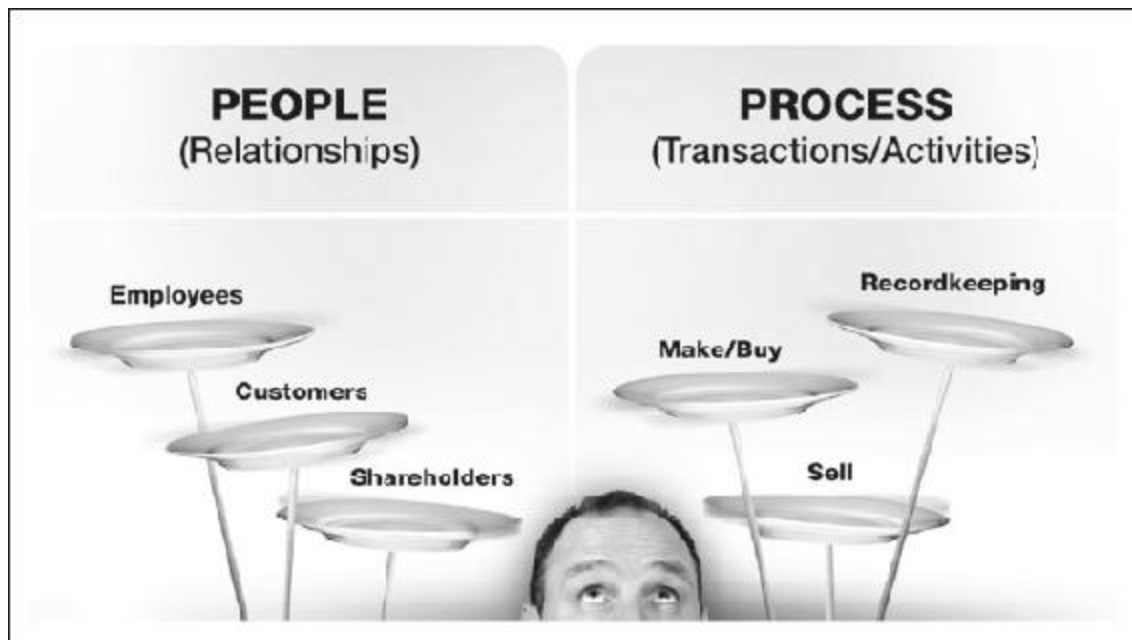 PEOPLE
(Relationships)
PROCESS
(Transactions/Activities)
Employees
Customers
Shareholders
Recordkeeping
Make/Buy
Sell